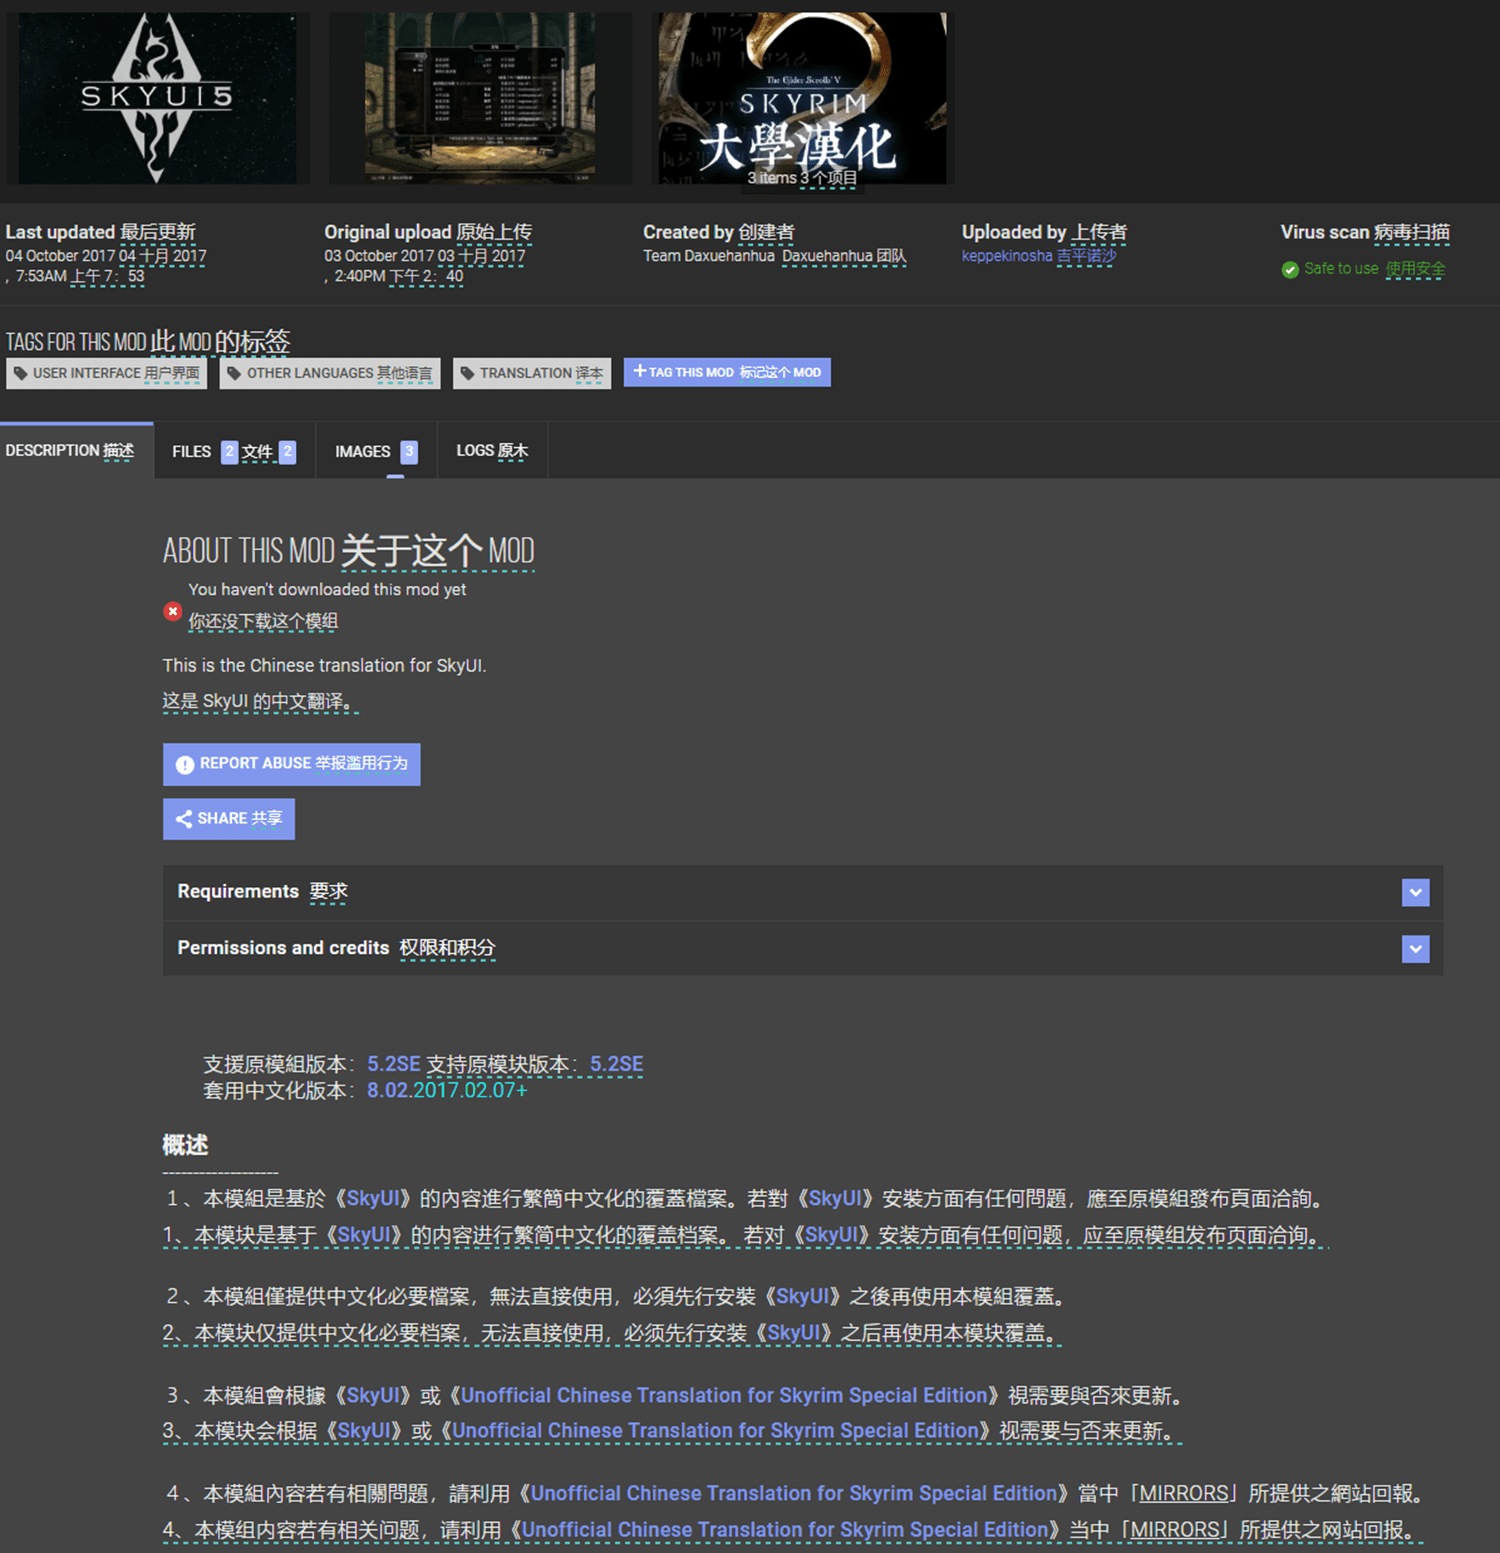 SKYUI5
The Elder Scrolls V
SKYRIM
大學漢化
3 items 3 个项目
Last updated 最后更新
04 October 2017 04 十月 2017
, 7:53AM 上午 7：53
Original upload 原始上传
03 October 2017 03 十月 2017
, 2:40PM 下午 2：40
Created by 创建者
Team Daxuehanhua Daxuehanhua 团队
Uploaded by 上传者
keppekinosha 吉平诺沙
Virus scan 病毒扫描
Safe to use 使用安全
TAGS FOR THIS MOD 此 MOD 的标签
USER INTERFACE 用户界面
OTHER LANGUAGES 其他语言
TRANSLATION 译本
+TAG THIS MOD 标记这个 MOD
DESCRIPTION 描述
FILES 2 文件 2
IMAGES 3
LOGS 原木
ABOUT THIS MOD 关于这个 MOD
You haven't downloaded this mod yet
你还没下载这个模组
This is the Chinese translation for SkyUI.
这是 SkyUI 的中文翻译。
REPORT ABUSE 举报滥用行为
SHARE 共享
Requirements 要求
Permissions and credits 权限和积分
支援原模組版本：5.2SE 支持原模块版本：5.2SE
套用中文化版本：8.02.2017.02.07+
概述
-------------------
１、本模組是基於《SkyUI》的內容進行繁簡中文化的覆蓋檔案。若對《SkyUI》安裝方面有任何問題，應至原模組發布頁面洽詢。
1、本模块是基于《SkyUI》的内容进行繁简中文化的覆盖档案。 若对《SkyUI》安装方面有任何问题，应至原模组发布页面洽询。
２、本模組僅提供中文化必要檔案，無法直接使用，必須先行安裝《SkyUI》之後再使用本模組覆蓋。
2、本模块仅提供中文化必要档案，无法直接使用，必须先行安装《SkyUI》之后再使用本模块覆盖。
３、本模組會根據《SkyUI》或《Unofficial Chinese Translation for Skyrim Special Edition》視需要與否來更新。
3、本模块会根据《SkyUI》或《Unofficial Chinese Translation for Skyrim Special Edition》视需要与否来更新。
４、本模組內容若有相關問題，請利用《Unofficial Chinese Translation for Skyrim Special Edition》當中「MIRRORS」所提供之網站回報。
4、本模组内容若有相关问题，请利用《Unofficial Chinese Translation for Skyrim Special Edition》当中「MIRRORS」所提供之网站回报。